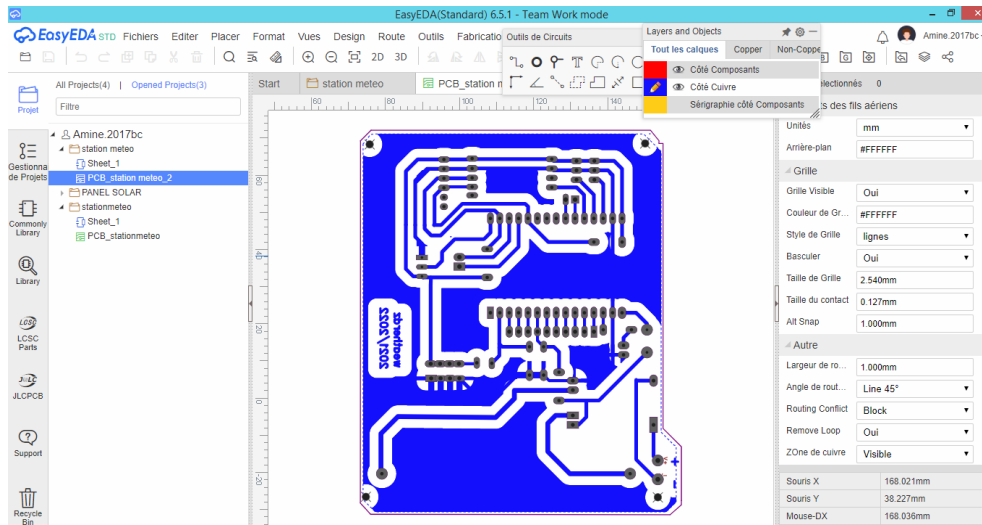 EasyEDA(Standard) 6.5.1 - Team Work mode
EasyEDA STD Fichiers Editer Placer Format Vues Design Route Outils Fabricatio
Amine.2017bc
2D 3D
Outils de Circuits
Layers and Objects
Tout les calques Copper Non-Coppe
Côté Composants
Côté Cuivre
Sérigraphie côté Composants
Projet
Gestionna
de Projets
Commonly
Library
Library
LCSC
LCSC
Parts
JLCPCB
Support
Recycle
Bin
All Projects(4) | Opened Projects(3)
Filtre
Amine.2017bc
station meteo
Sheet_1
PCB_station meteo_2
PANEL SOLAR
stationmeteo
Sheet_1
PCB_stationmeteo
Start station meteo PCB_station n
60 80 100 120 140
60
40
20
0
-20
2021/2022
weatherdz
+
-
électionnés 0
ts des fils aériens
Unités mm
Arrière-plan #FFFFFF
Grille
Grille Visible Oui
Couleur de Gr... #FFFFFF
Style de Grille lignes
Basculer Oui
Taille de Grille 2.540mm
Taille du contact 0.127mm
Alt Snap 1.000mm
Autre
Largeur de ro... 1.000mm
Angle de rout... Line 45°
Routing Conflict Block
Remove Loop Oui
ZOne de cuivre Visible
Souris X 168.021mm
Souris Y 38.227mm
Mouse-DX 168.036mm